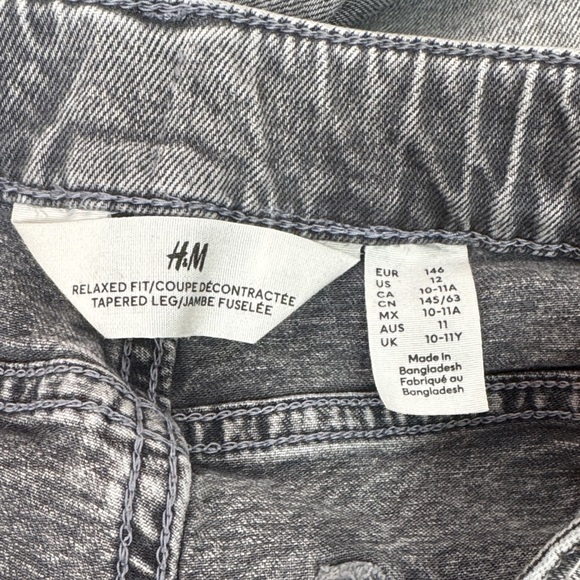 H&M
RELAXED FIT/COUPE DÉCONTRACTÉE
TAPERED LEG/JAMBE FUSELÉE
EUR 146
US 12
CA 10-11A
CN 145/63
MX 10-11A
AUS 11
UK 10-11Y
Made in
Bangladesh
Fabriqué au
Bangladesh